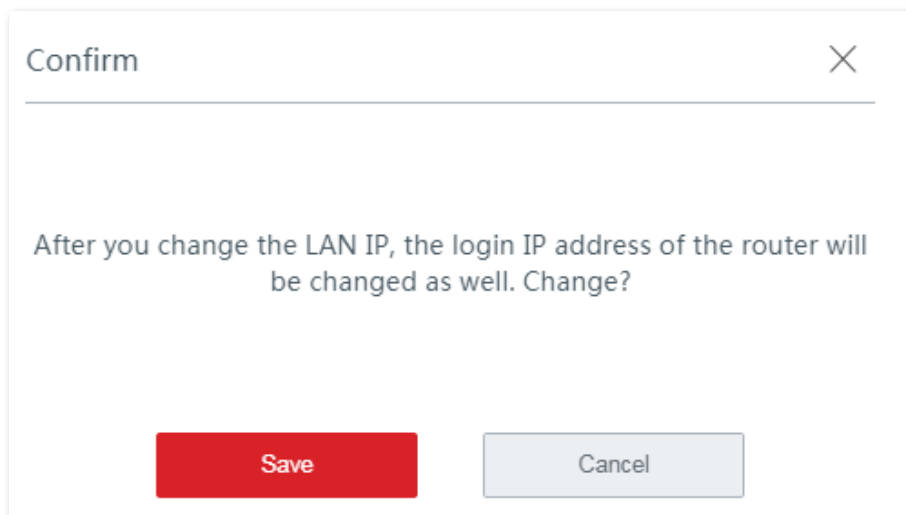 Confirm
After you change the LAN IP, the login IP address of the router will
be changed as well. Change?
Save
Cancel